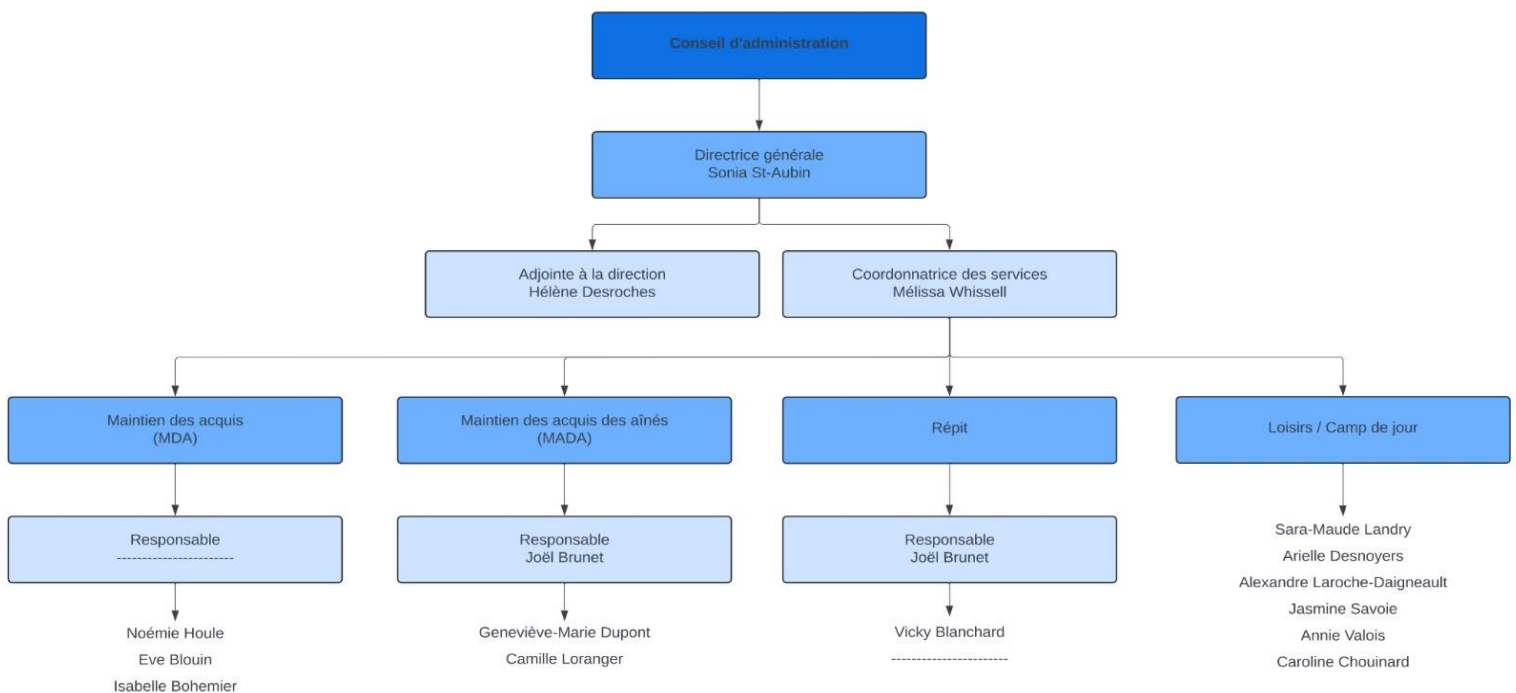 Conseil d'administration
Directrice générale
Sonia St-Aubin
Adjointe à la direction
Hélène Desroches
Coordonnatrice des services
Mélissa Whissell
Maintien des acquis
(MDA)
Maintien des acquis des aînés
(MADA)
Répit
Loisirs / Camp de jour
Responsable
-----------------------
Responsable
Joël Brunet
Responsable
Joël Brunet
Noémie Houle
Eve Blouin
Isabelle Bohemier
Geneviève-Marie Dupont
Camille Loranger
Vicky Blanchard
-----------------------
Sara-Maude Landry
Arielle Desnoyers
Alexandre Laroche-Daigneault
Jasmine Savoie
Annie Valois
Caroline Chouinard